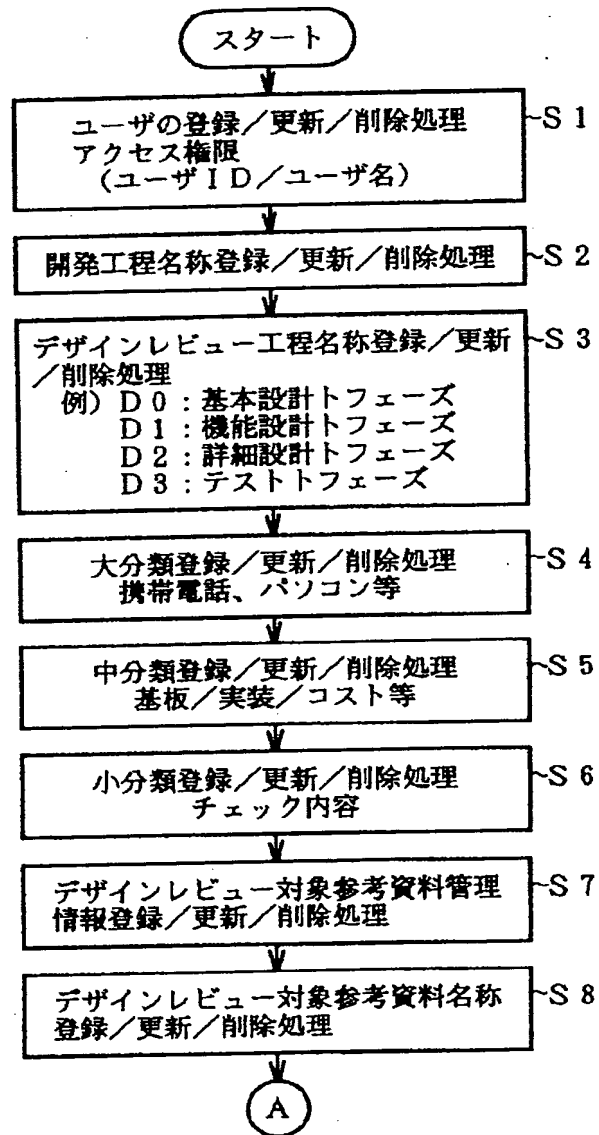 スタート
ユーザの登録／更新／削除処理
アクセス権限
（ユーザＩＤ／ユーザ名）
~Ｓ１
開発工程名称登録／更新／削除処理
~Ｓ２
デザインレビュー工程名称登録／更新
／削除処理
例）Ｄ０：基本設計トフェーズ
Ｄ１：機能設計トフェーズ
Ｄ２：詳細設計トフェーズ
Ｄ３：テストトフェーズ
~Ｓ３
大分類登録／更新／削除処理
携帯電話、パソコン等
~Ｓ４
中分類登録／更新／削除処理
基板／実装／コスト等
~Ｓ５
小分類登録／更新／削除処理
チェック内容
~Ｓ６
デザインレビュー対象参考資料管理
情報登録／更新／削除処理
~Ｓ７
デザインレビュー対象参考資料名称
登録／更新／削除処理
~Ｓ８
Ａ